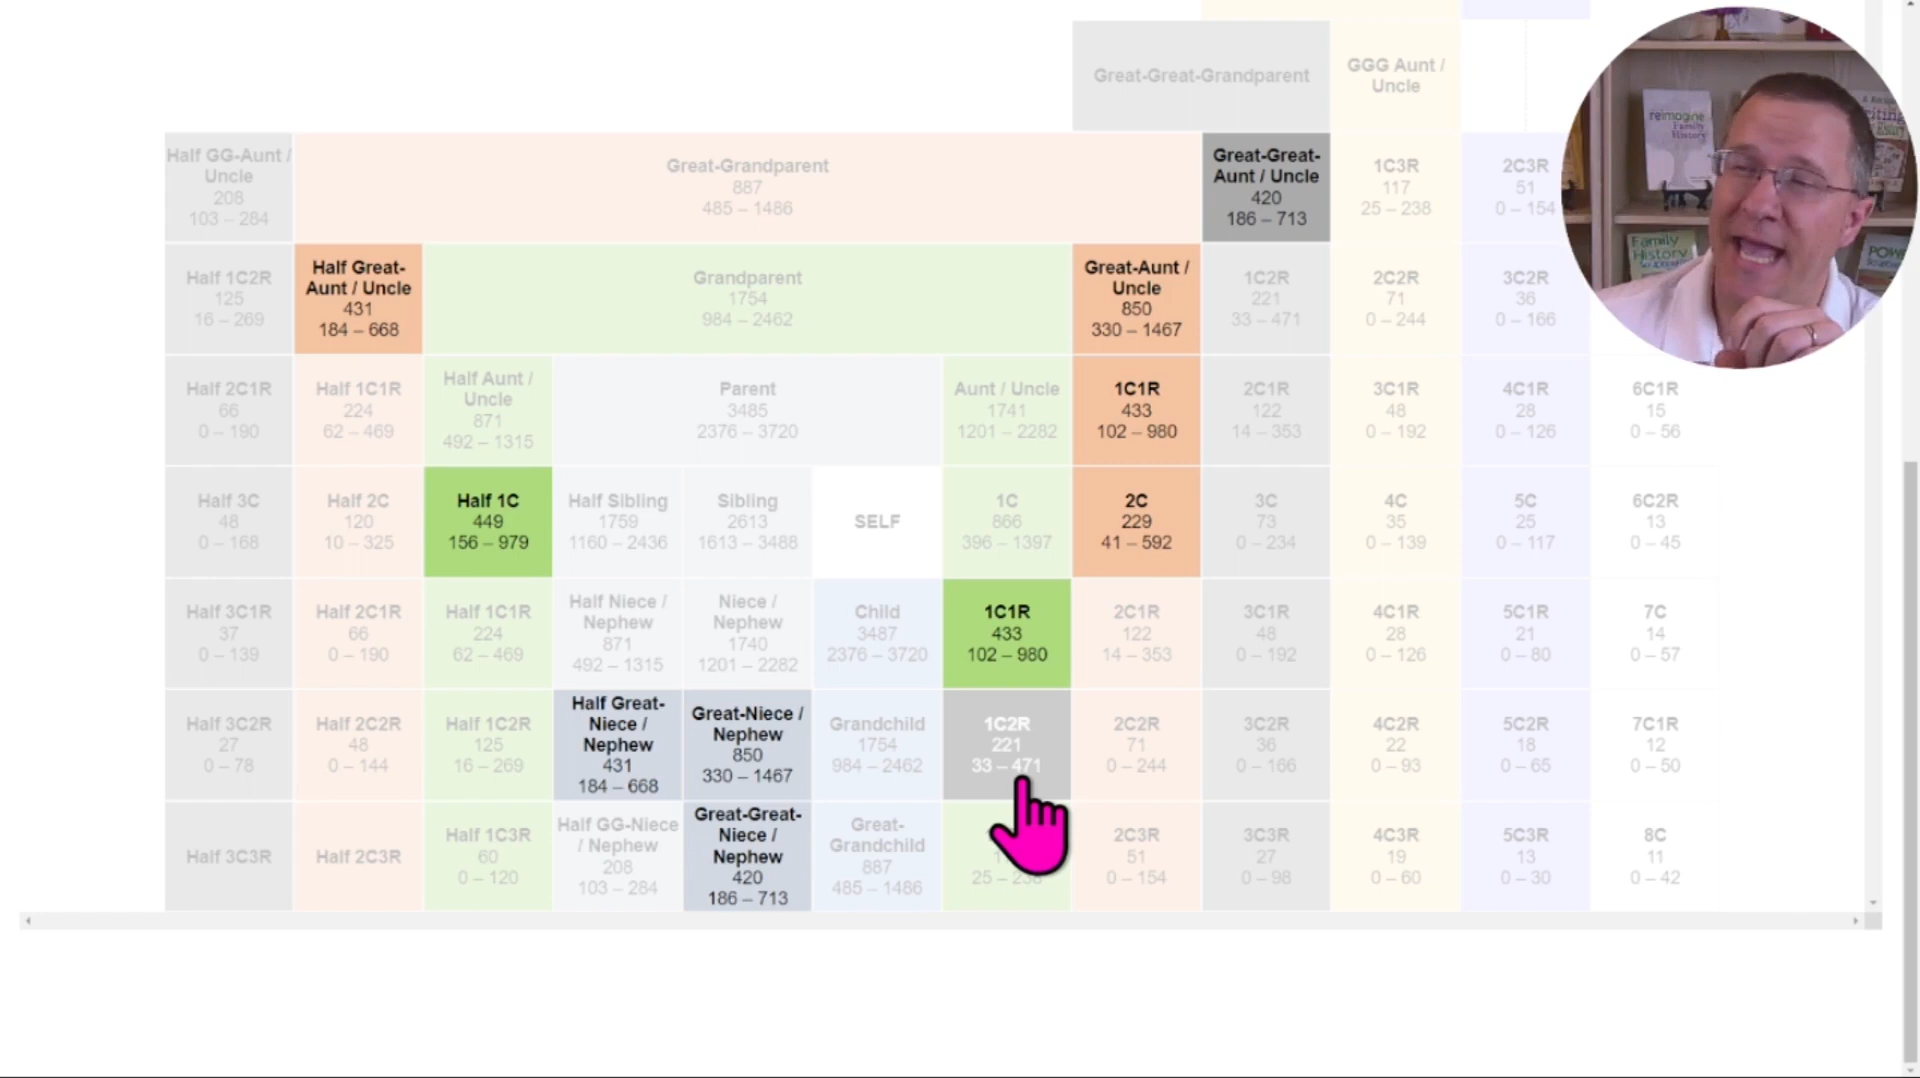 Great-Great-Grandparent
GGG Aunt /
Uncle
Half GG-Aunt /
Uncle
208
103 – 284
Great-Grandparent
887
485 – 1486
Great-Great-
Aunt / Uncle
420
186 – 713
1C3R
117
25 – 238
2C3R
51
0 – 154
Half 1C2R
125
16 – 269
Half Great-
Aunt / Uncle
431
184 – 668
Grandparent
1754
984 – 2462
Great-Aunt /
Uncle
850
330 – 1467
1C2R
221
33 – 471
2C2R
71
0 – 244
3C2R
36
0 – 166
Half 2C1R
66
0 – 190
Half 1C1R
224
62 – 469
Half Aunt /
Uncle
871
492 – 1315
Parent
3485
2376 – 3720
Aunt / Uncle
1741
1201 – 2282
1C1R
433
102 – 980
2C1R
122
14 – 353
3C1R
48
0 – 192
4C1R
28
0 – 126
6C1R
15
0 – 56
Half 3C
48
0 – 168
Half 2C
120
10 – 325
Half 1C
449
156 – 979
Half Sibling
1759
1160 – 2436
Sibling
2613
1613 – 3488
SELF
1C
866
396 – 1397
2C
229
41 – 592
3C
73
0 – 234
4C
35
0 – 139
5C
25
0 – 117
6C2R
13
0 – 45
Half 3C1R
37
0 – 139
Half 2C1R
66
0 – 190
Half 1C1R
224
62 – 469
Half Niece /
Nephew
871
492 – 1315
Niece /
Nephew
1740
1201 – 2282
Child
3487
2376 – 3720
1C1R
433
102 – 980
2C1R
122
14 – 353
3C1R
48
0 – 192
4C1R
28
0 – 126
5C1R
21
0 – 80
7C
14
0 – 57
Half 3C2R
27
0 – 78
Half 2C2R
48
0 – 144
Half 1C2R
125
16 – 269
Half Great-
Niece /
Nephew
431
184 – 668
Great-Niece /
Nephew
850
330 – 1467
Grandchild
1754
984 – 2462
1C2R
221
33 – 471
2C2R
71
0 – 244
3C2R
36
0 – 166
4C2R
22
0 – 93
5C2R
18
0 – 65
7C1R
12
0 – 50
Half 3C3R
Half 2C3R
Half 1C3R
60
0 – 120
Half GG-Niece
/ Nephew
208
103 – 284
Great-Great-
Niece /
Nephew
420
186 – 713
Great-
Grandchild
887
485 – 1486
2C3R
51
0 – 154
3C3R
27
0 – 98
4C3R
19
0 – 60
5C3R
13
0 – 30
8C
11
0 – 42
reimagine
Family
History
Family
History